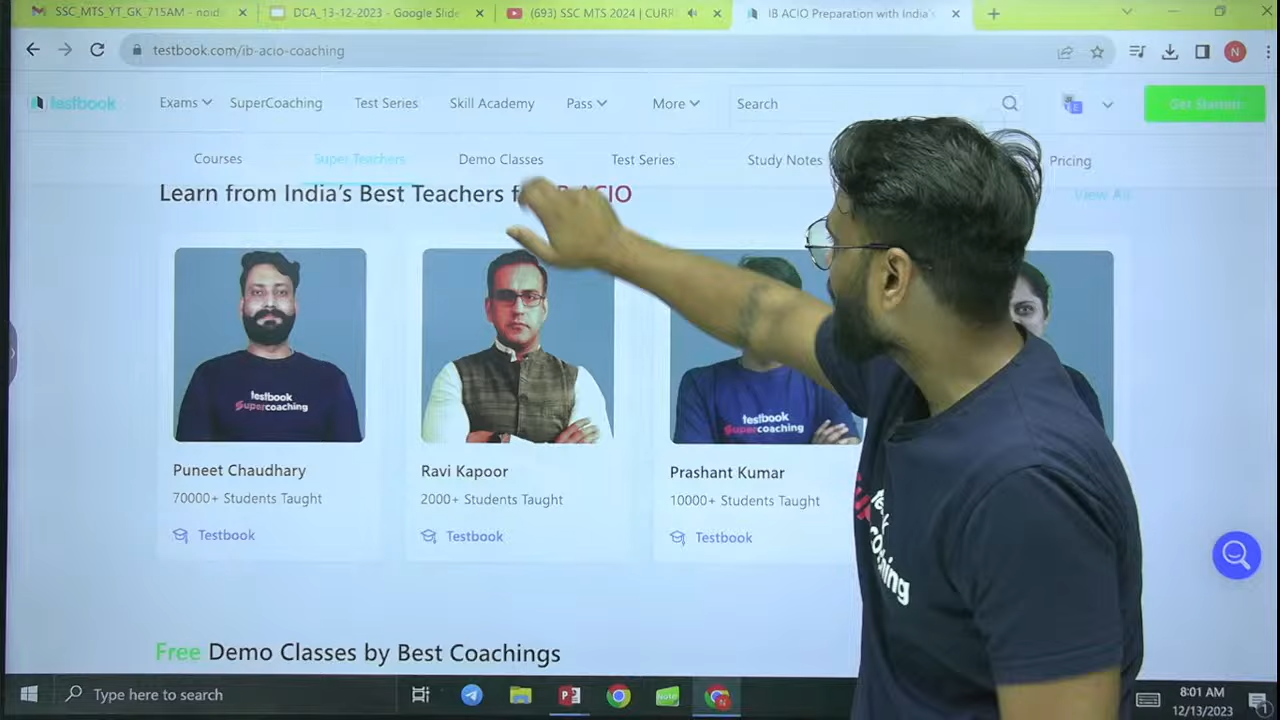 SSC_MTS_YT_GK_715AM - noid
DCA_13-12-2023 - Google Slide
(693) SSC MTS 2024 | CURR
IB ACIO Preparation with India's
testbook.com/ib-acio-coaching
N
testbook
Exams
SuperCoaching
Test Series
Skill Academy
Pass
More
Search
Get Started
Courses
Super Teachers
Demo Classes
Test Series
Study Notes
Pricing
Learn from India's Best Teachers
ACIO
View All
testbook
Supercoaching
testbook
Supercoaching
Puneet Chaudhary
Ravi Kapoor
Prashant Kumar
70000+ Students Taught
2000+ Students Taught
10000+ Students Taught
Testbook
Testbook
Testbook
Free Demo Classes by Best Coachings
Type here to search
8:01 AM
12/13/2023